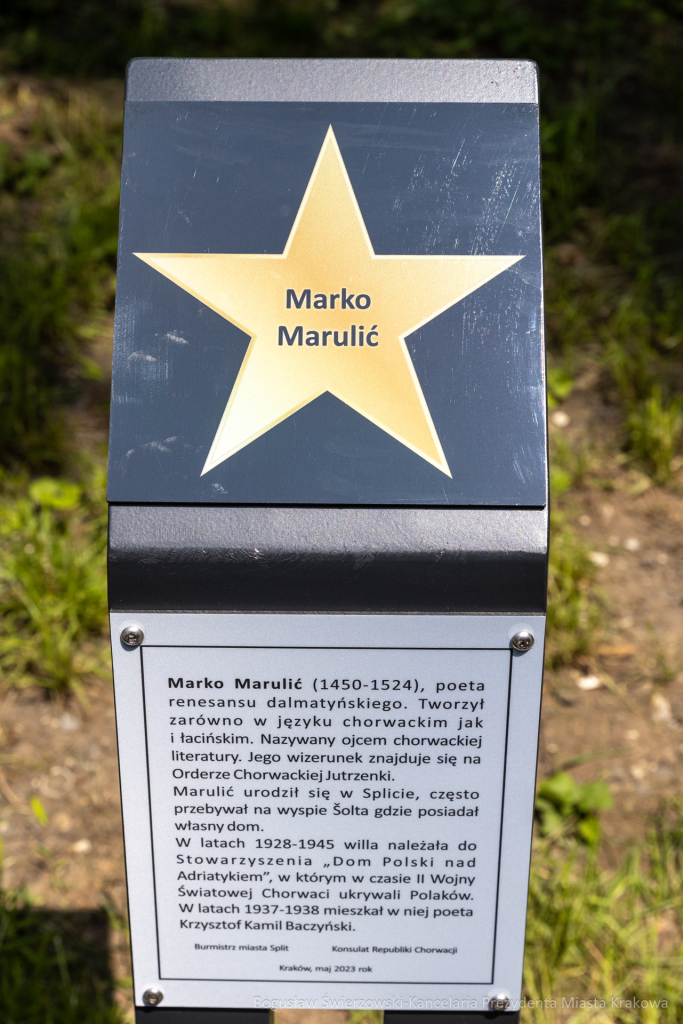 Marko
Marulić
Marko Marulić (1450-1524), poeta
renesansu dalmatyńskiego. Tworzył
zarówno w języku chorwackim jak
i łacińskim. Nazywany ojcem chorwackiej
literatury. Jego wizerunek znajduje się na
Orderze Chorwackiej Jutrzenki.
Marulić urodził się w Splicie, często
przebywał na wyspie Šolta gdzie posiadał
własny dom.
W latach 1928-1945 willa należała do
Stowarzyszenia „Dom Polski nad
Adriatykiem”, w którym w czasie II Wojny
Światowej Chorwaci ukrywali Polaków.
W latach 1937-1938 mieszkał w niej poeta
Krzysztof Kamil Baczyński.
Burmistrz miasta Split Konsulat Republiki Chorwacji
Kraków, maj 2023 rok
Bogusław Świerzowski-Kancelaria Prezydenta Miasta Krakowa